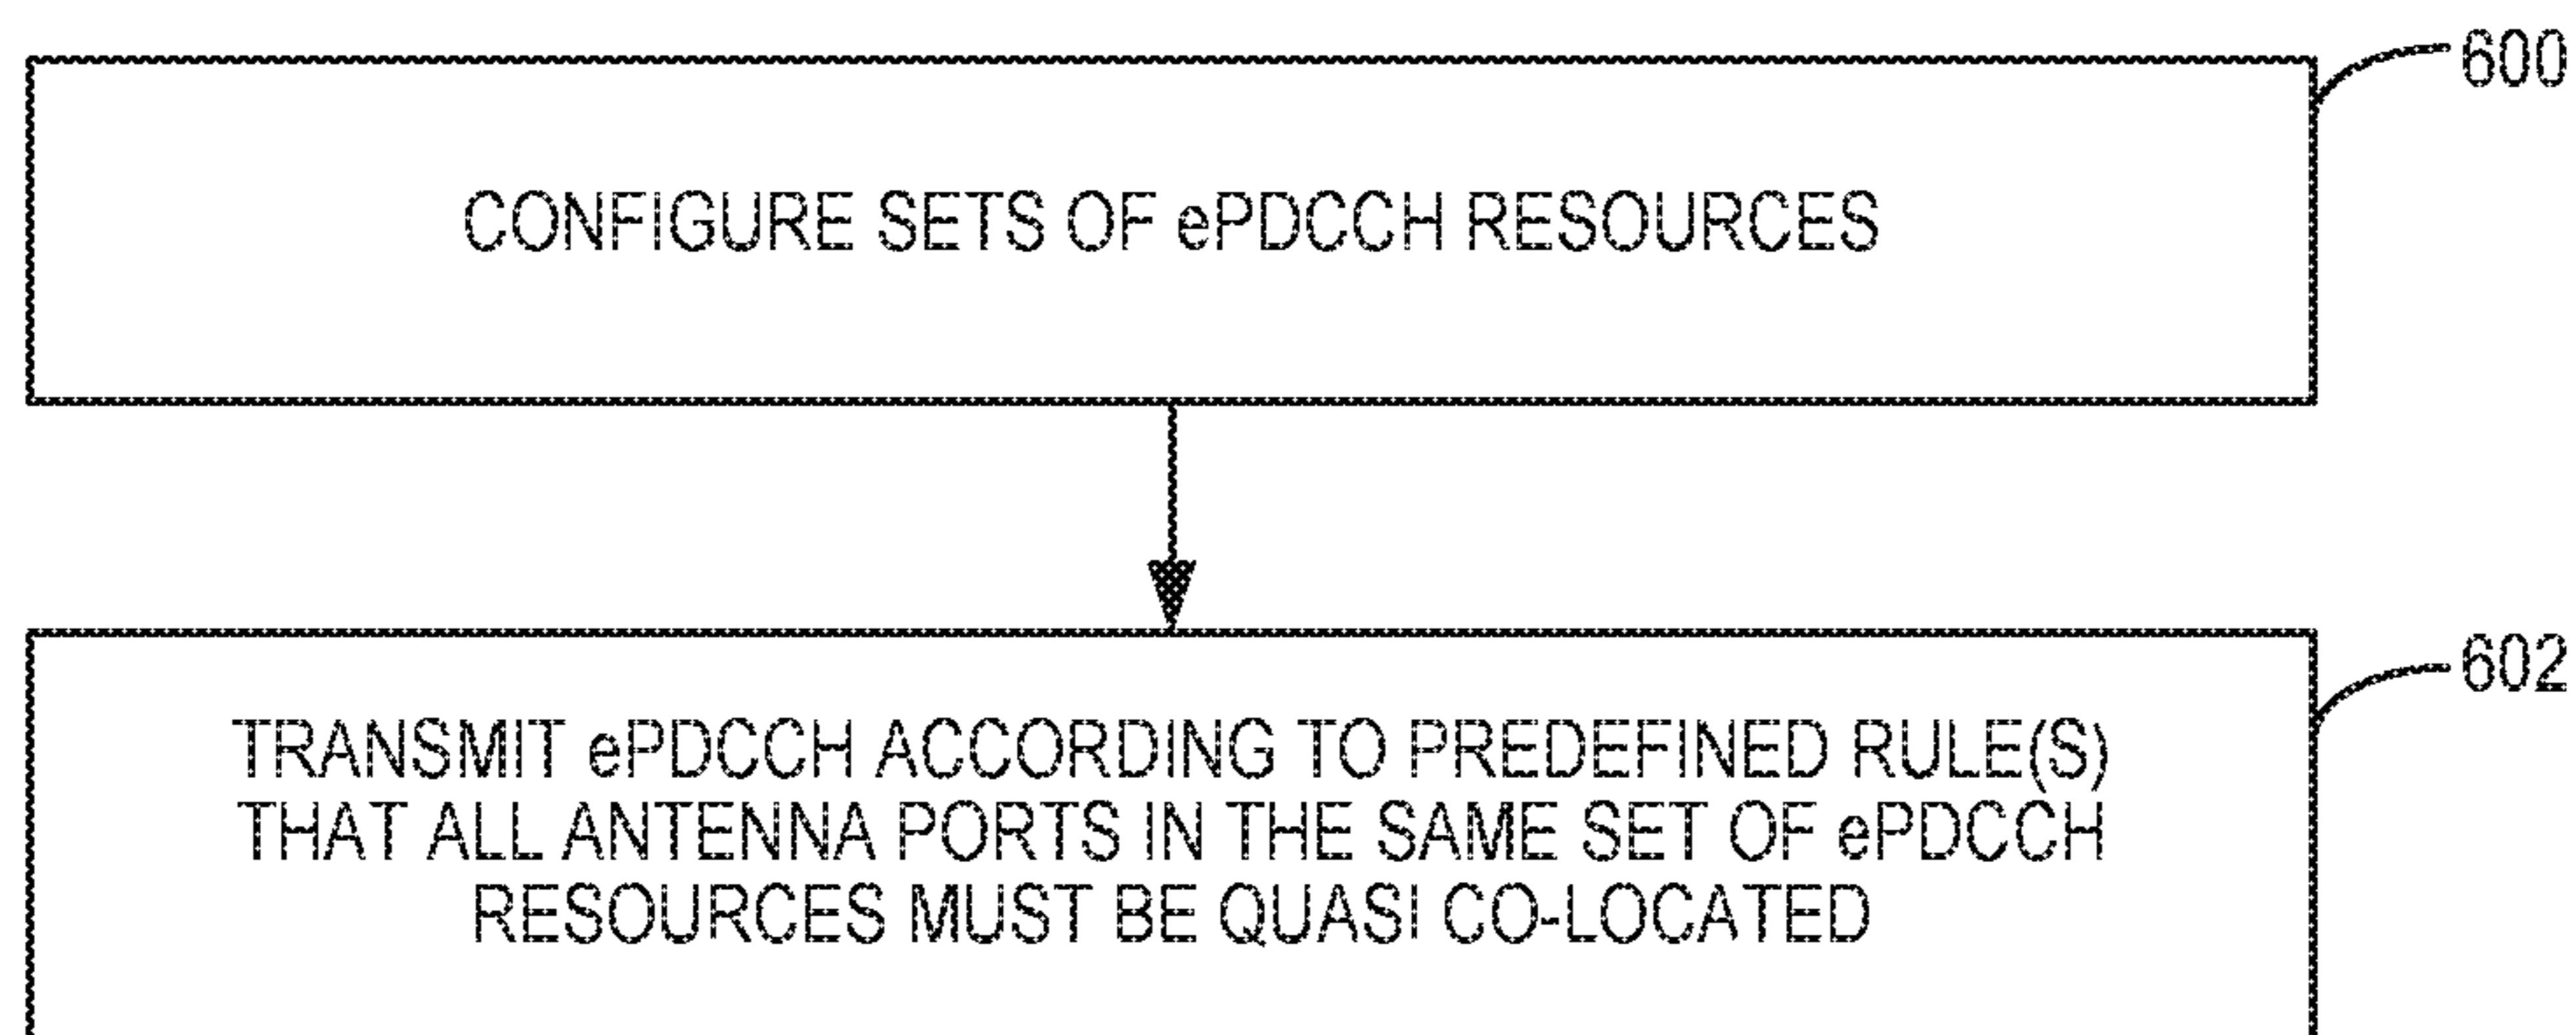 600
CONFIGURE SETS OF ePDCCH RESOURCES
602
TRANSMIT ePDCCH ACCORDING TO PREDEFINED RULE(S)
THAT ALL ANTENNA PORTS IN THE SAME SET OF ePDCCH
RESOURCES MUST BE QUASI CO-LOCATED